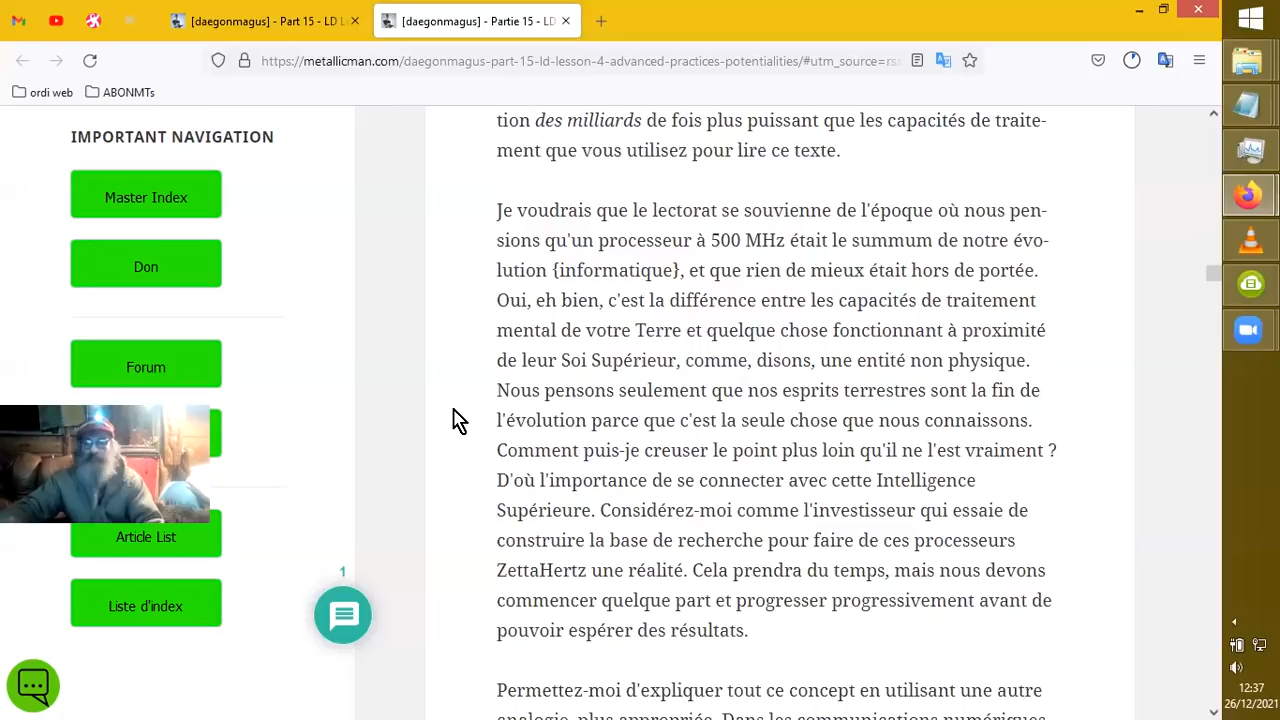 [daegonmagus] - Part 15 - LD L
[daegonmagus] - Partie 15 - LD
https://metallicman.com/daegonmagus-part-15-ld-lesson-4-advanced-practices-potentialities/#utm_source=rs
ordi web
ABONMTs
IMPORTANT NAVIGATION
Master Index
Don
Forum
Article List
Liste d'index
1
tion des milliards de fois plus puissant que les capacités de traite-
ment que vous utilisez pour lire ce texte.
Je voudrais que le lectorat se souvienne de l'époque où nous pen-
sions qu'un processeur à 500 MHz était le summum de notre évo-
lution {informatique}, et que rien de mieux était hors de portée.
Oui, eh bien, c'est la différence entre les capacités de traitement
mental de votre Terre et quelque chose fonctionnant à proximité
de leur Soi Supérieur, comme, disons, une entité non physique.
Nous pensons seulement que nos esprits terrestres sont la fin de
l'évolution parce que c'est la seule chose que nous connaissons.
Comment puis-je creuser le point plus loin qu'il ne l'est vraiment ?
D'où l'importance de se connecter avec cette Intelligence
Supérieure. Considérez-moi comme l'investisseur qui essaie de
construire la base de recherche pour faire de ces processeurs
ZettaHertz une réalité. Cela prendra du temps, mais nous devons
commencer quelque part et progresser progressivement avant de
pouvoir espérer des résultats.
Permettez-moi d'expliquer tout ce concept en utilisant une autre
analogie, plus appropriée. Dans les communications numériques
12:37
26/12/2021